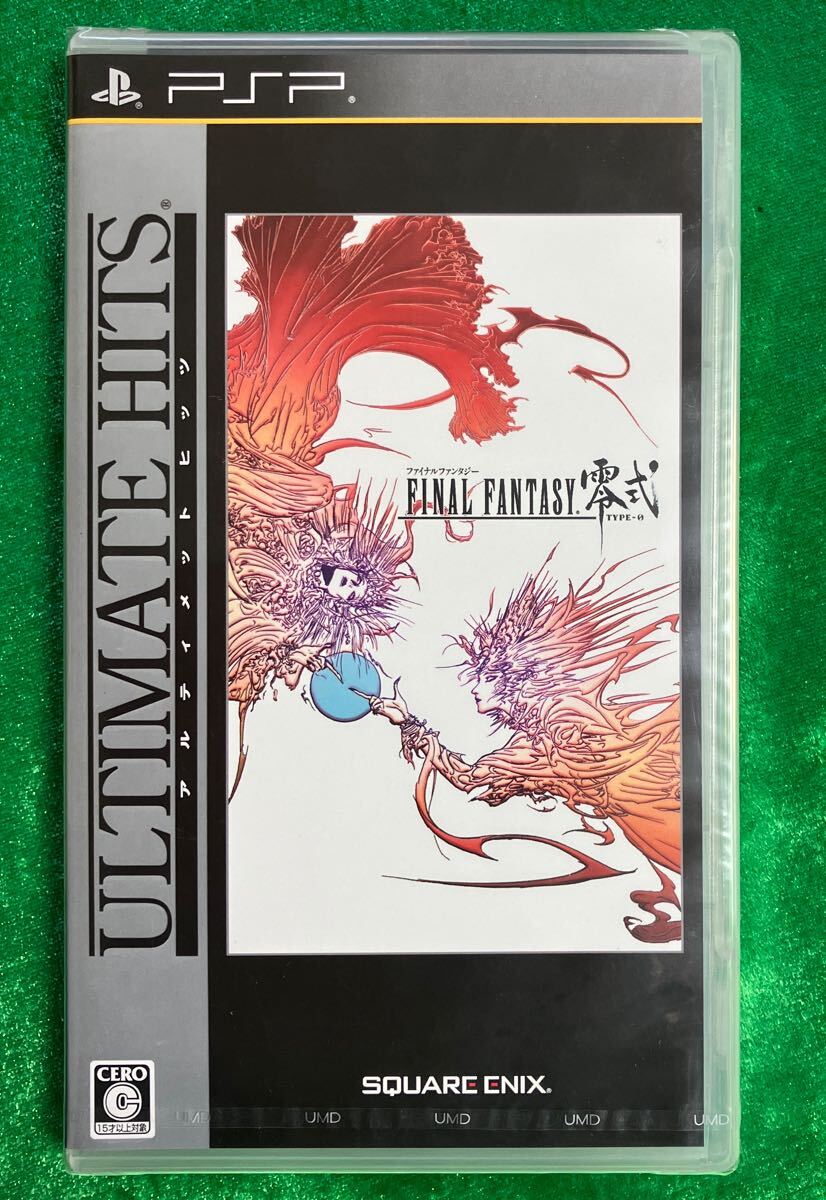 PSP®
ULTIMATE HITS®
アルティメットヒッツ
ファイナルファンタジー
FINAL FANTASY® 零式
TYPE-0
SQUARE ENIX®
CERO
C
15才以上対象
UMD UMD UMD UMD UMD